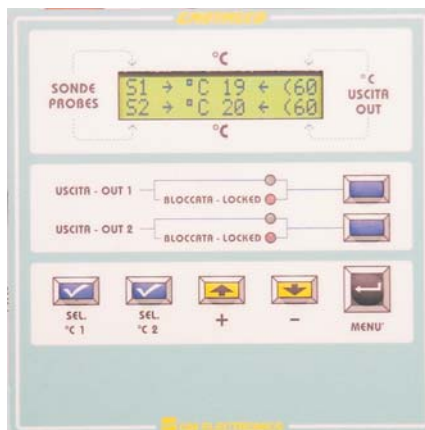 °C
SONDE
PROBES
S1 → °C 19 ← (60
S2 → °C 20 ← (60
°C
USCITA
OUT
°C
USCITA - OUT 1
BLOCCATA - LOCKED
USCITA - OUT 2
BLOCCATA - LOCKED
SEL.
°C 1
SEL.
°C 2
+
-
MENU'